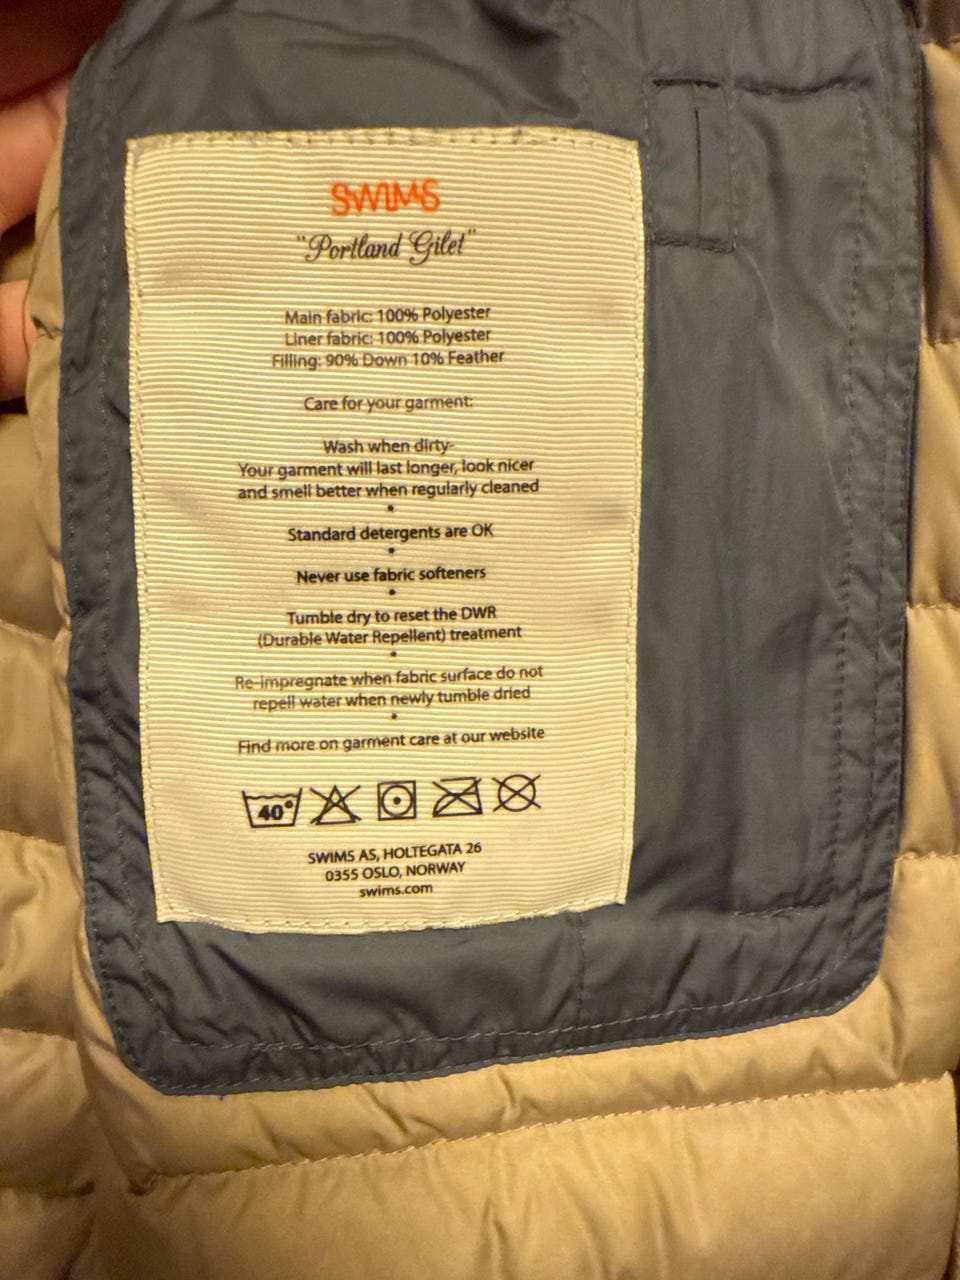 SWIMS
"Portland Gilet"
Main fabric: 100% Polyester
Liner fabric: 100% Polyester
Filling: 90% Down 10% Feather
Care for your garment:
Wash when dirty-
Your garment will last longer, look nicer
and smell better when regularly cleaned
•
Standard detergents are OK
•
Never use fabric softeners
•
Tumble dry to reset the DWR
(Durable Water Repellent) treatment
•
Re-impregnate when fabric surface do not
repell water when newly tumble dried
•
Find more on garment care at our website
40°
SWIMS AS, HOLTEGATA 26
0355 OSLO, NORWAY
swims.com